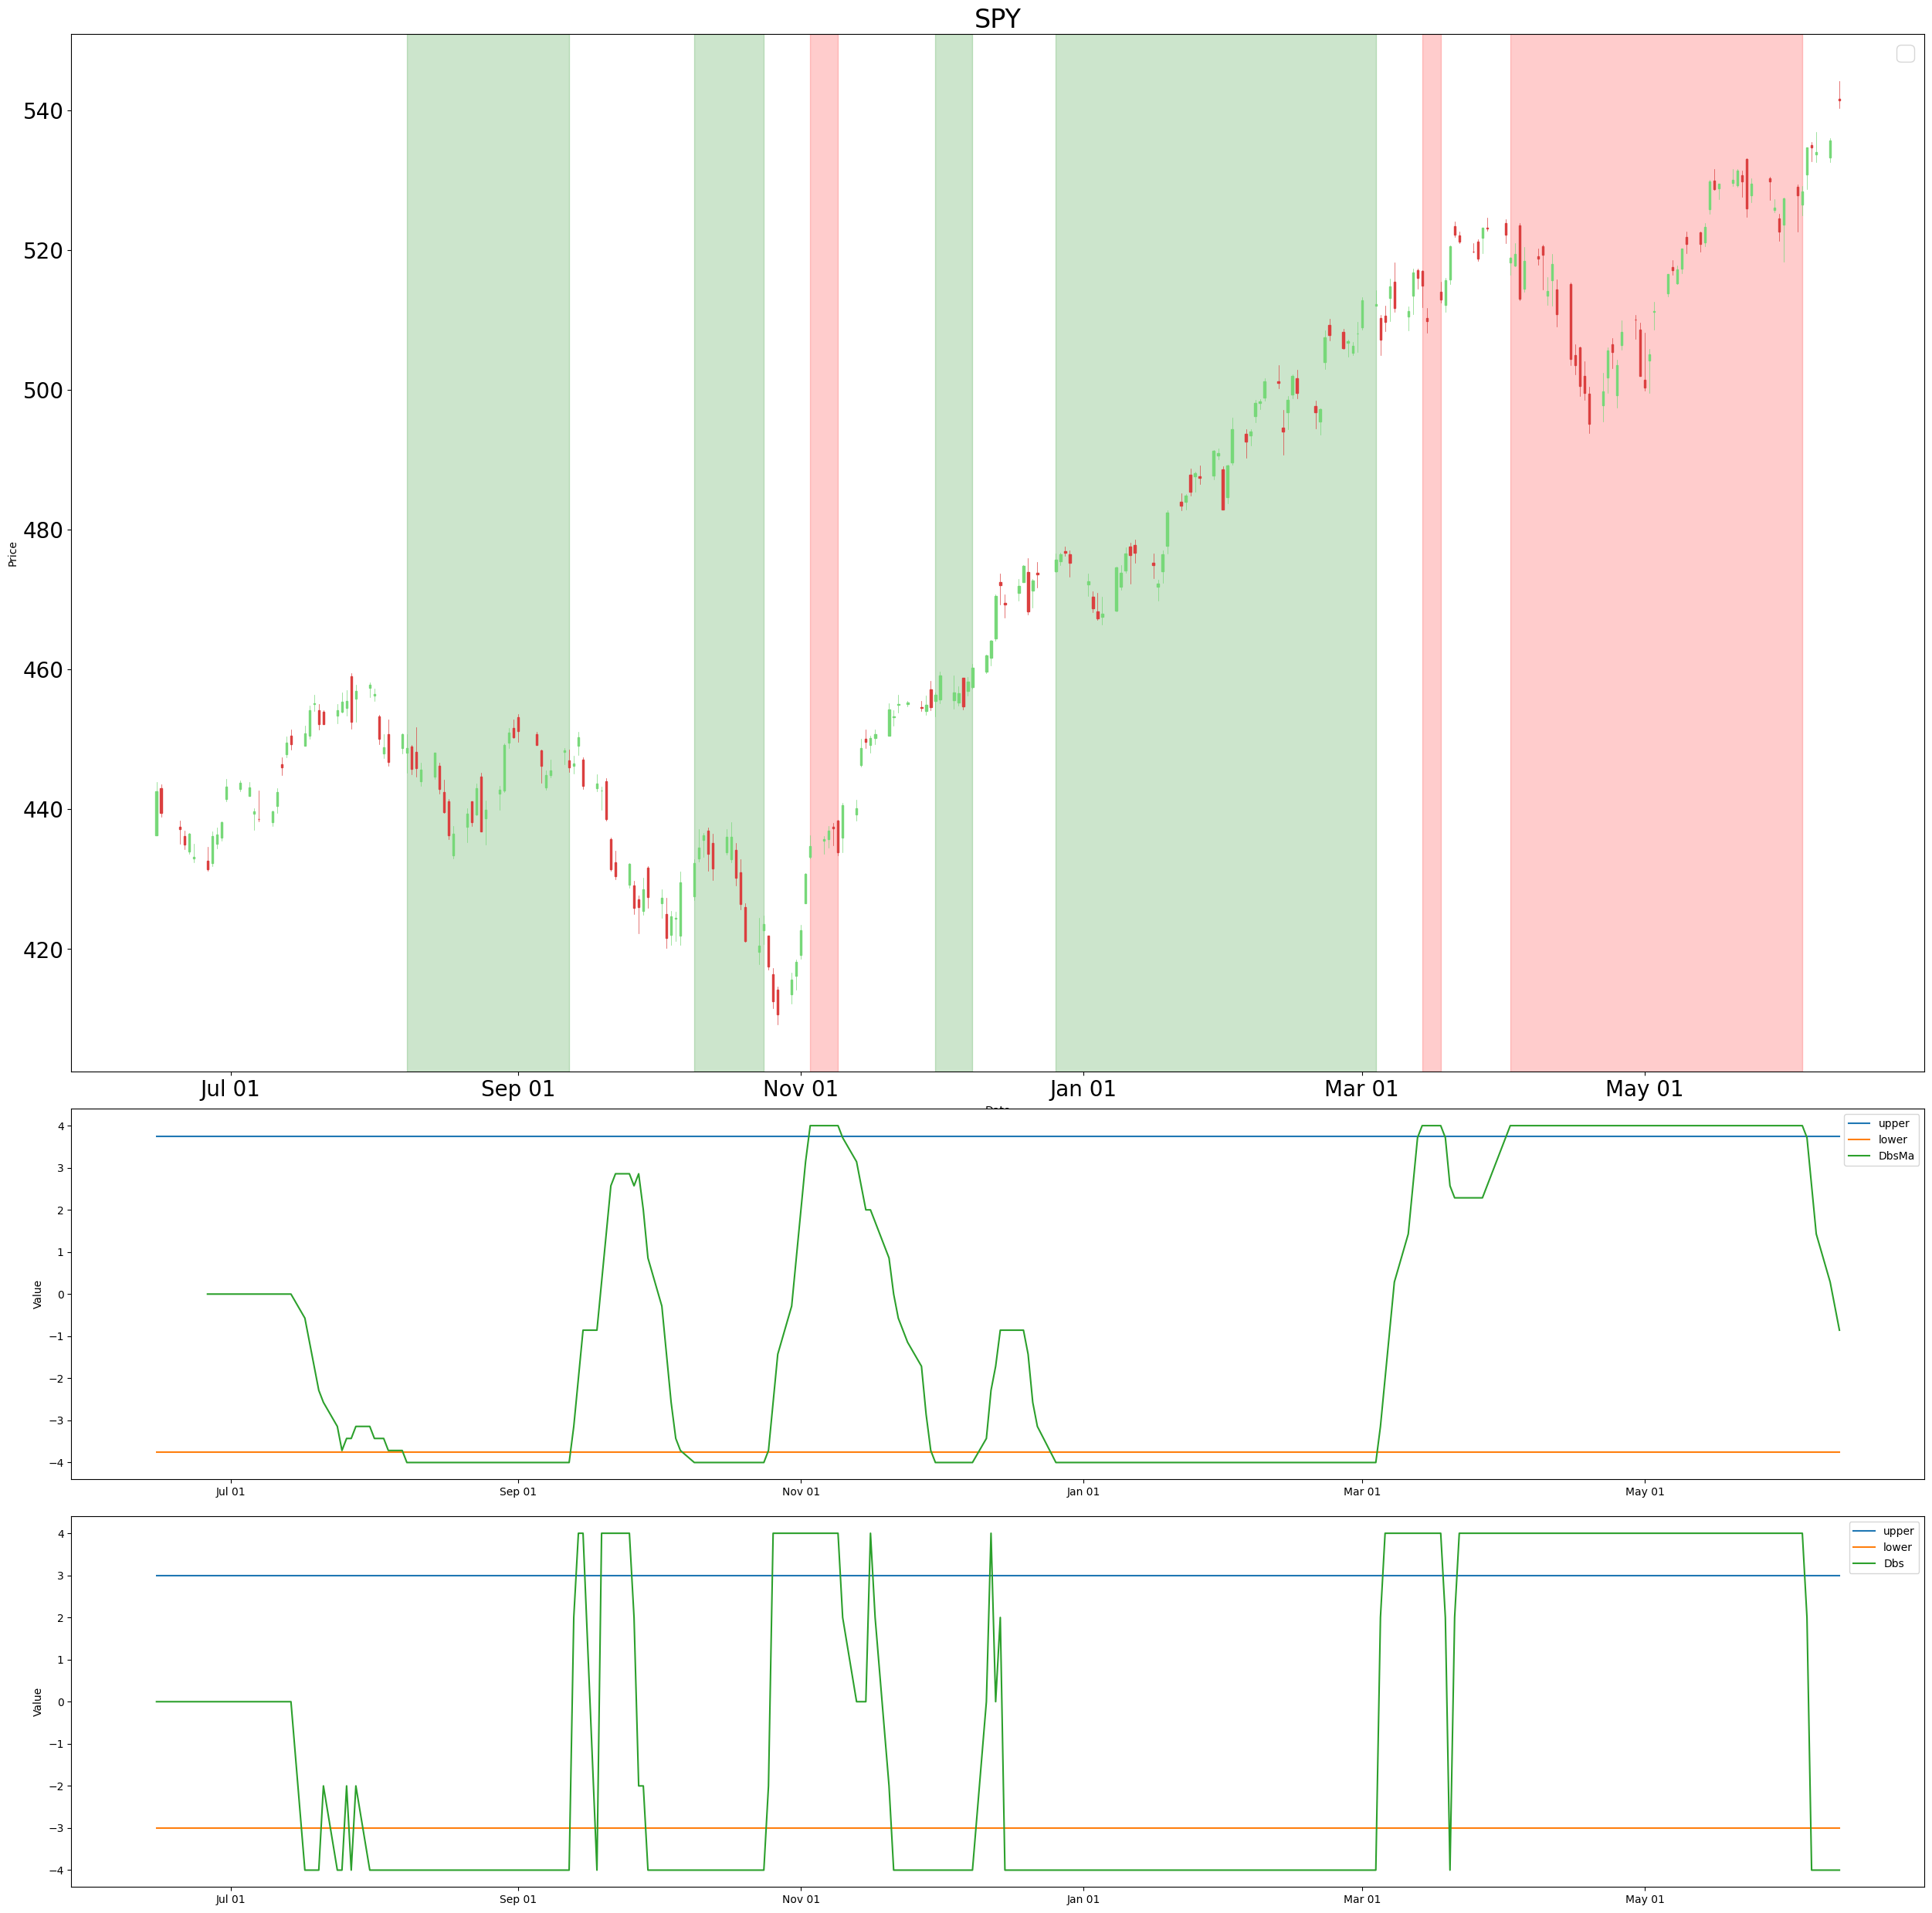 SPY
540
520
500
480
460
440
420
Price
Jul 01
Sep 01
Nov 01
Jan 01
Mar 01
May 01
4
3
2
1
0
−1
−2
−3
−4
Value
upper
lower
DbsMa
Jul 01
Sep 01
Nov 01
Jan 01
Mar 01
May 01
4
3
2
1
0
−1
−2
−3
−4
Value
upper
lower
Dbs
Jul 01
Sep 01
Nov 01
Jan 01
Mar 01
May 01